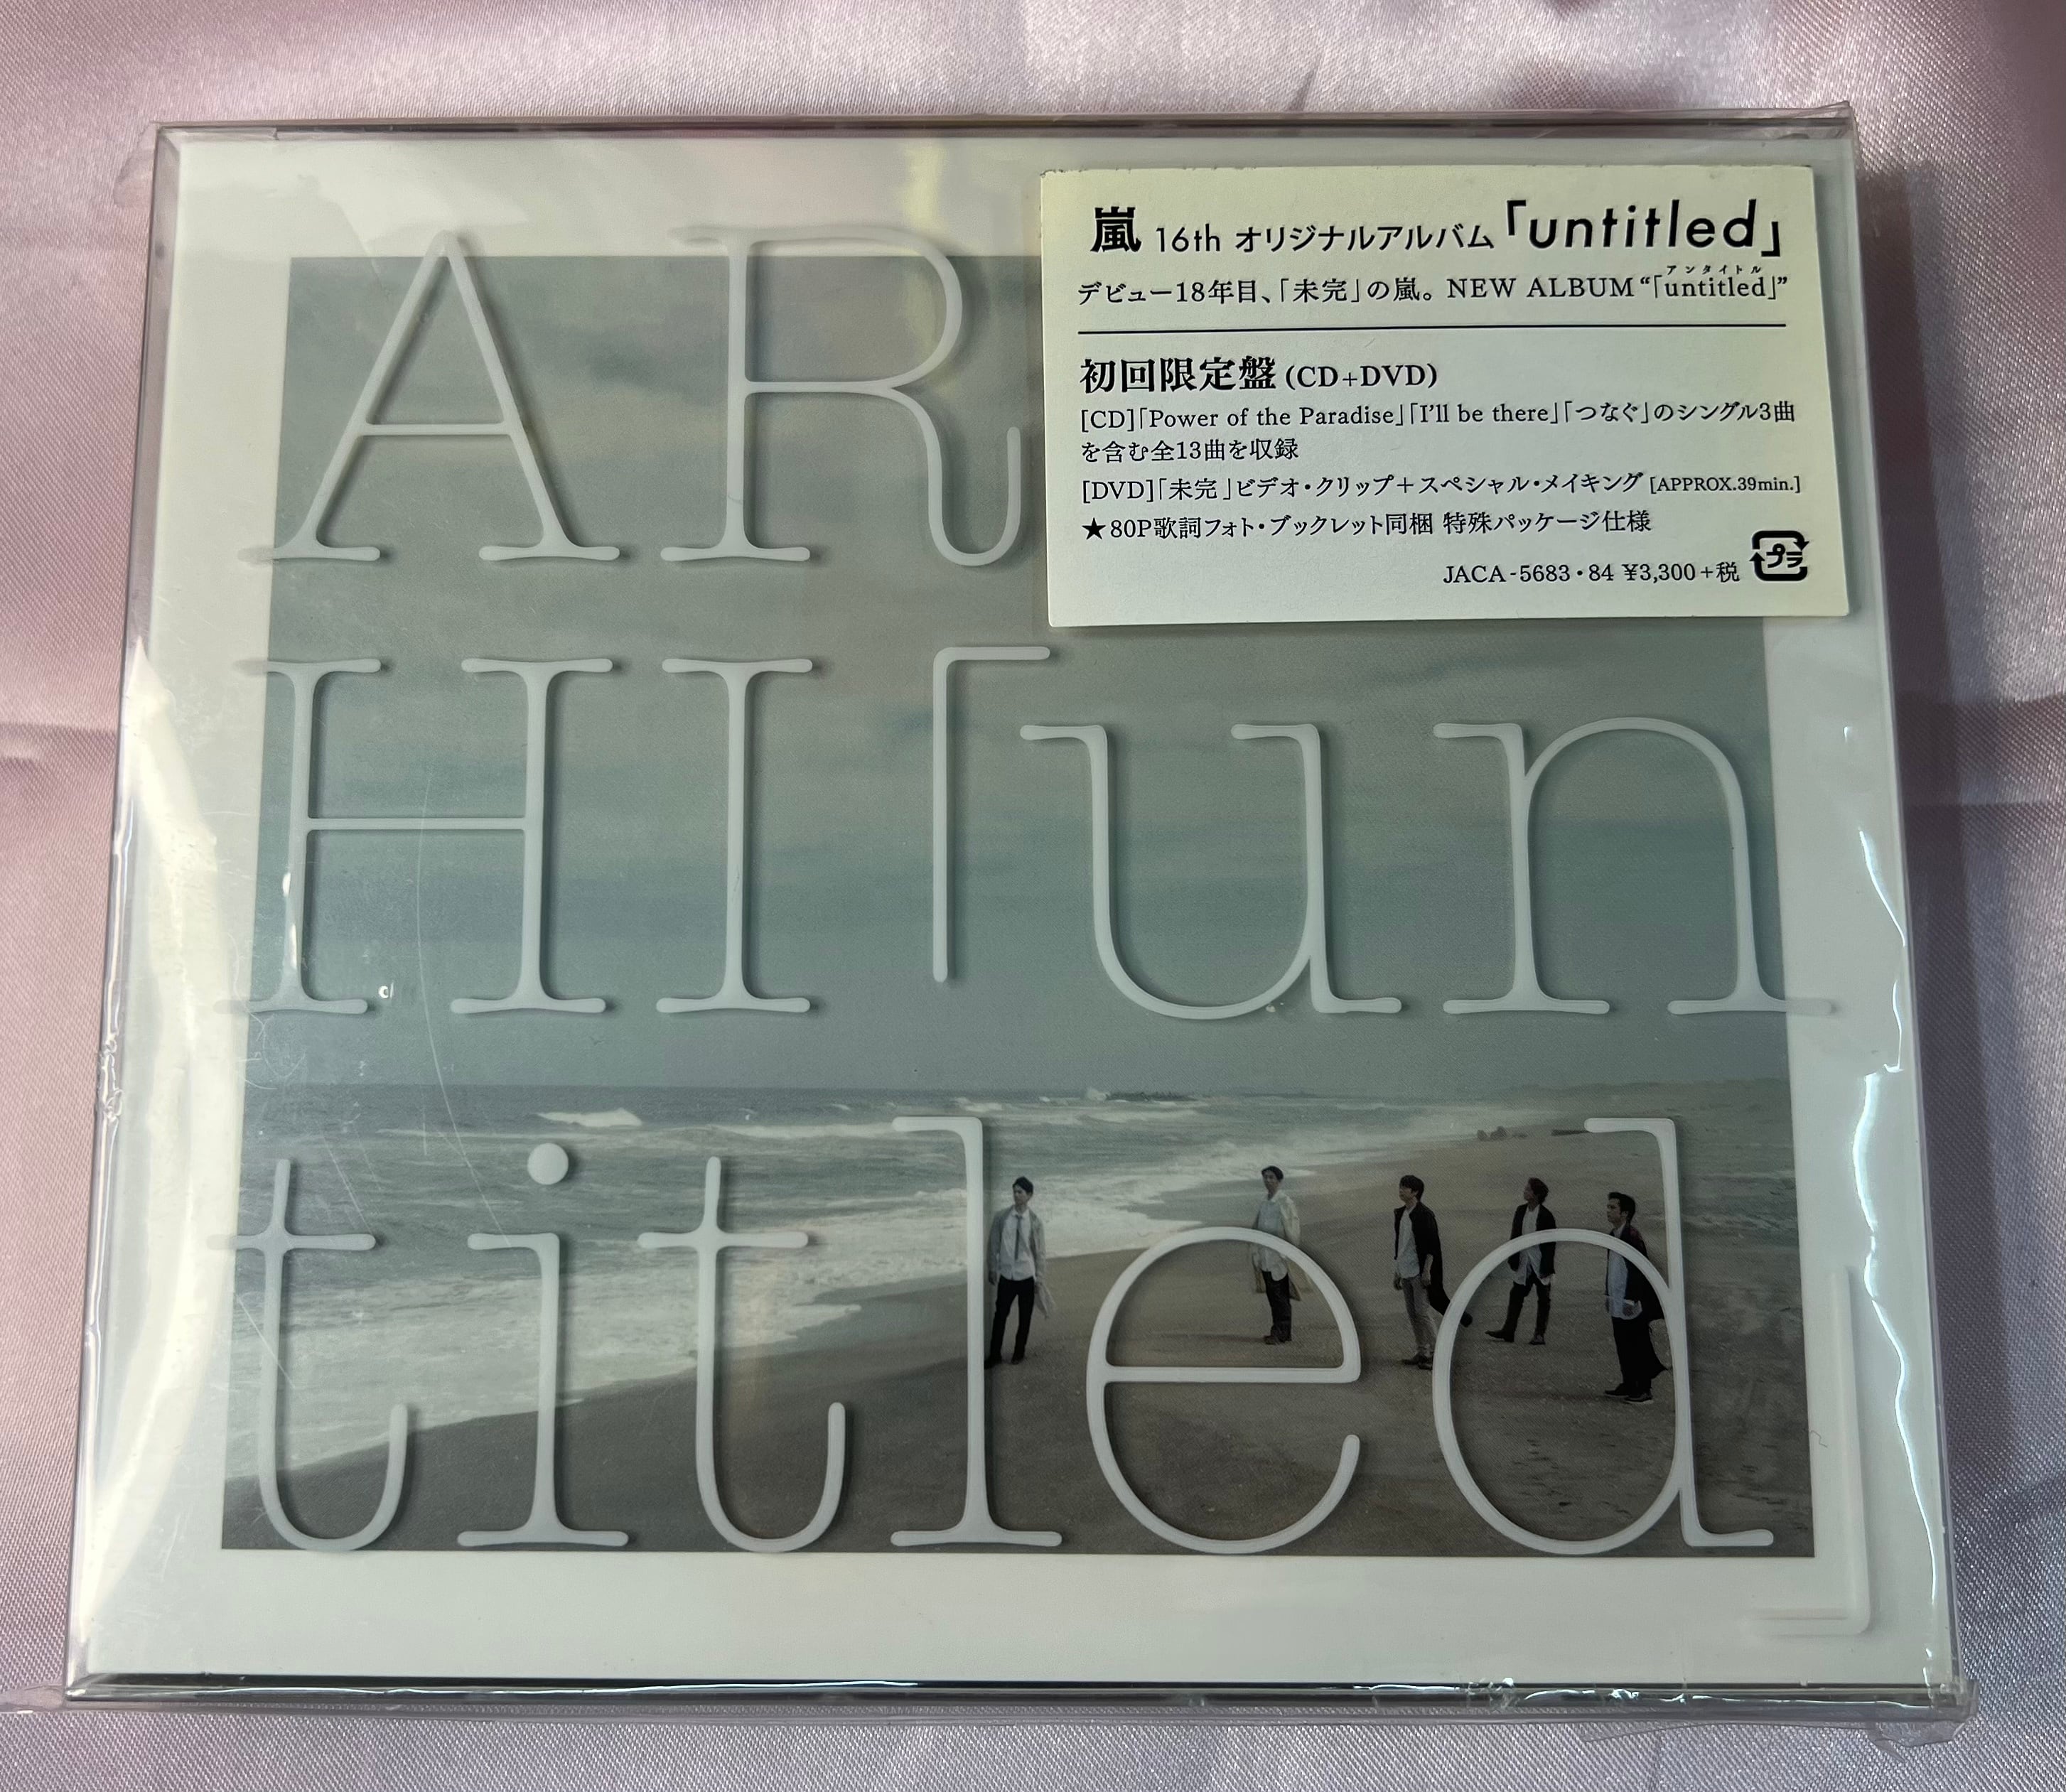 AR
HI「un
titled」
嵐 16th オリジナルアルバム「untitled」
アンタイトル
デビュー18年目、「未完」の嵐。NEW ALBUM “「untitled」”
初回限定盤 (CD+DVD)
[CD]「Power of the Paradise」「I'll be there」「つなぐ」のシングル3曲
を含む全13曲を収録
[DVD]「未完」ビデオ・クリップ+スペシャル・メイキング [APPROX.39min.]
★80P歌詞フォト・ブックレット同梱 特殊パッケージ仕様
JACA-5683・84 ¥3,300+税
プラ